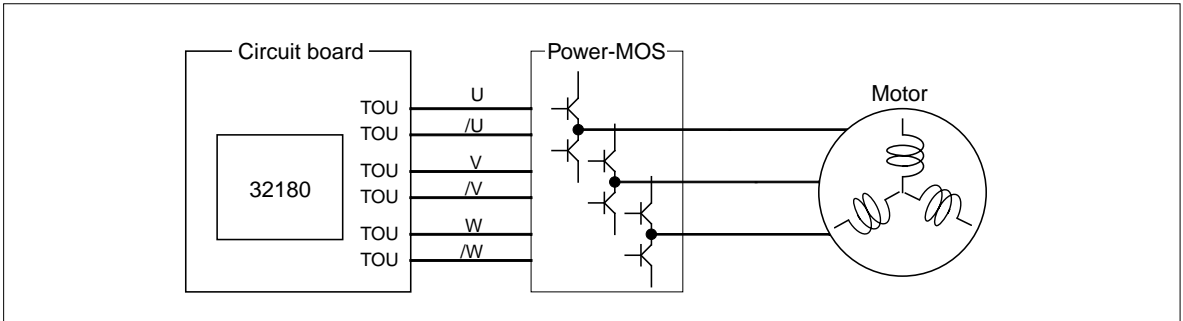 Circuit board
Power-MOS
Motor
TOU
U
TOU
/U
TOU
V
TOU
/V
TOU
W
TOU
/W
32180